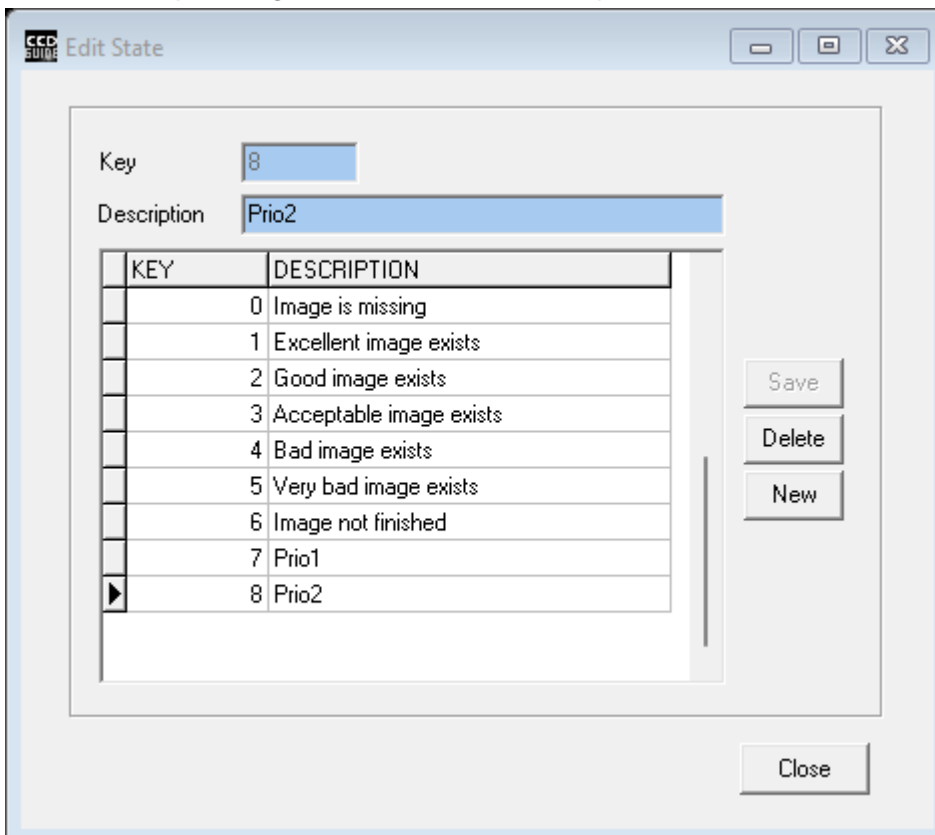 CCD GUIDE Edit State
Key 8
Description Prio2
KEY DESCRIPTION
0 Image is missing
1 Excellent image exists
2 Good image exists
3 Acceptable image exists
4 Bad image exists
5 Very bad image exists
6 Image not finished
7 Prio1
8 Prio2
Save
Delete
New
Close